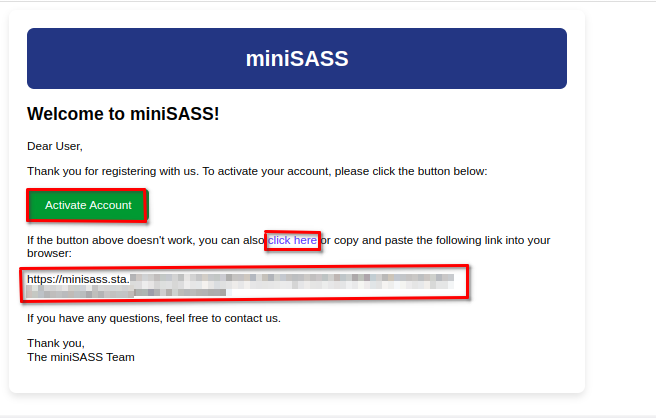 miniSASS
Welcome to miniSASS!
Dear User,
Thank you for registering with us. To activate your account, please click the button below:
Activate Account
If the button above doesn't work, you can also click here or copy and paste the following link into your
browser:
https://minisass.sta.
If you have any questions, feel free to contact us.
Thank you,
The miniSASS Team